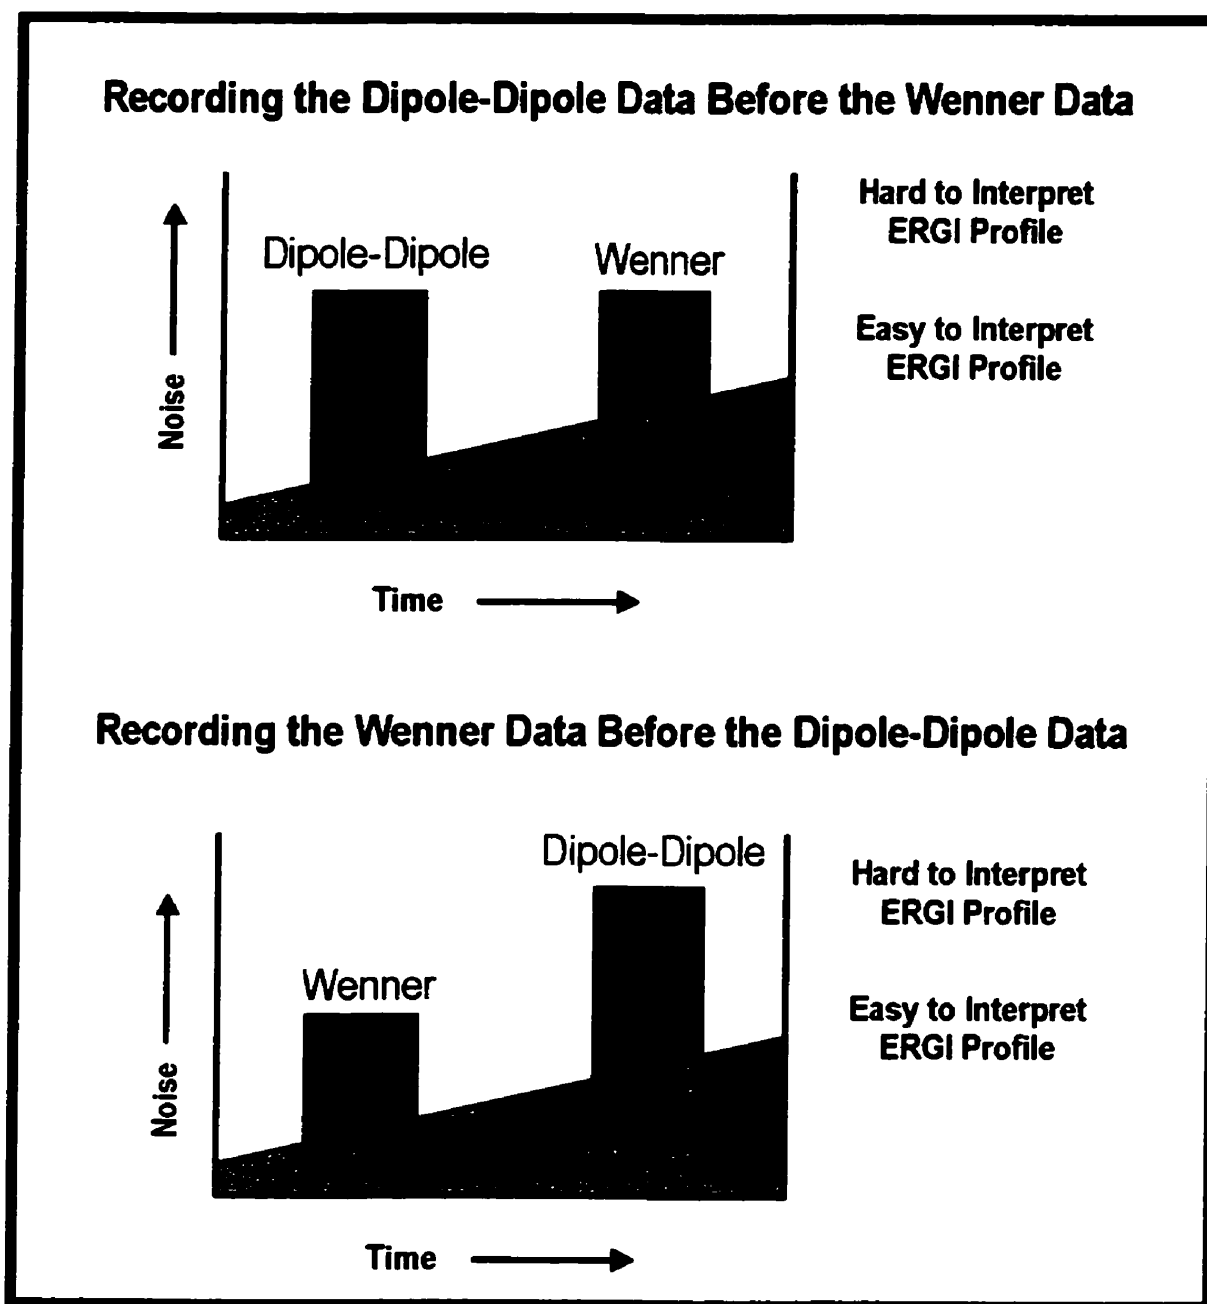 Recording the Dipole-Dipole Data Before the Wenner Data
Hard to Interpret
ERGI Profile
Dipole-Dipole
Wenner
Easy to Interpret
ERGI Profile
Noise
Time
Recording the Wenner Data Before the Dipole-Dipole Data
Dipole-Dipole
Hard to Interpret
ERGI Profile
Wenner
Easy to Interpret
ERGI Profile
Noise
Time